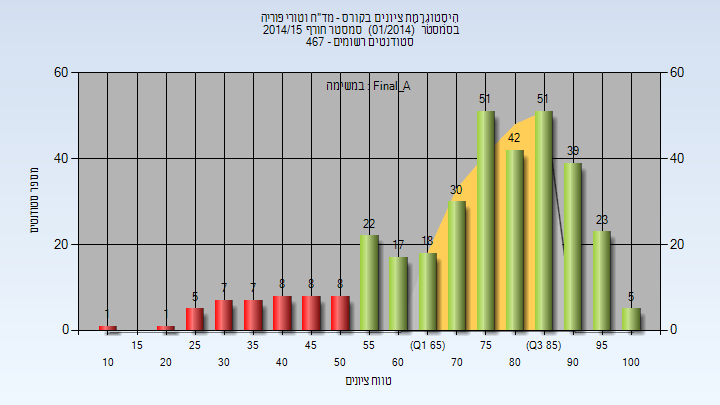 היסטוגרמת ציונים בקורס - מד"ח וטורי פוריה
בסמסטר (01/2014) סמסטר חורף 2014/15
סטודנטים רשומים - 467
במשימה : Final_A
מספר סטודנטים
60 60
40 40
20 20
0 0
1 1 5 7 7 8 8 8 22 17 18 30 51 42 51 39 23 5
15 25 35 45 55 (Q1 65) 75 (Q3 85) 95
10 20 30 40 50 60 70 80 90 100
טווח ציונים